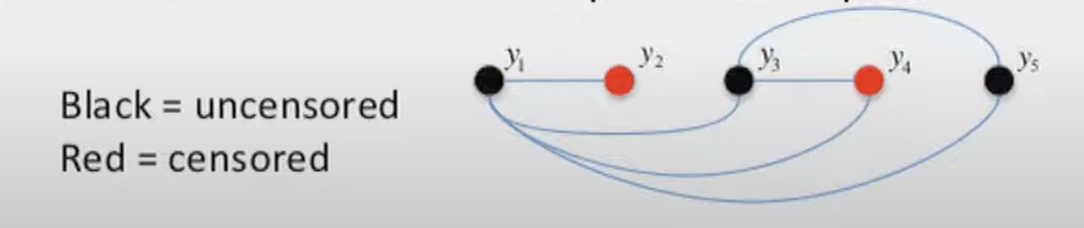 y₁ y₂ y₃ y₄ y₅
Black = uncensored
Red = censored